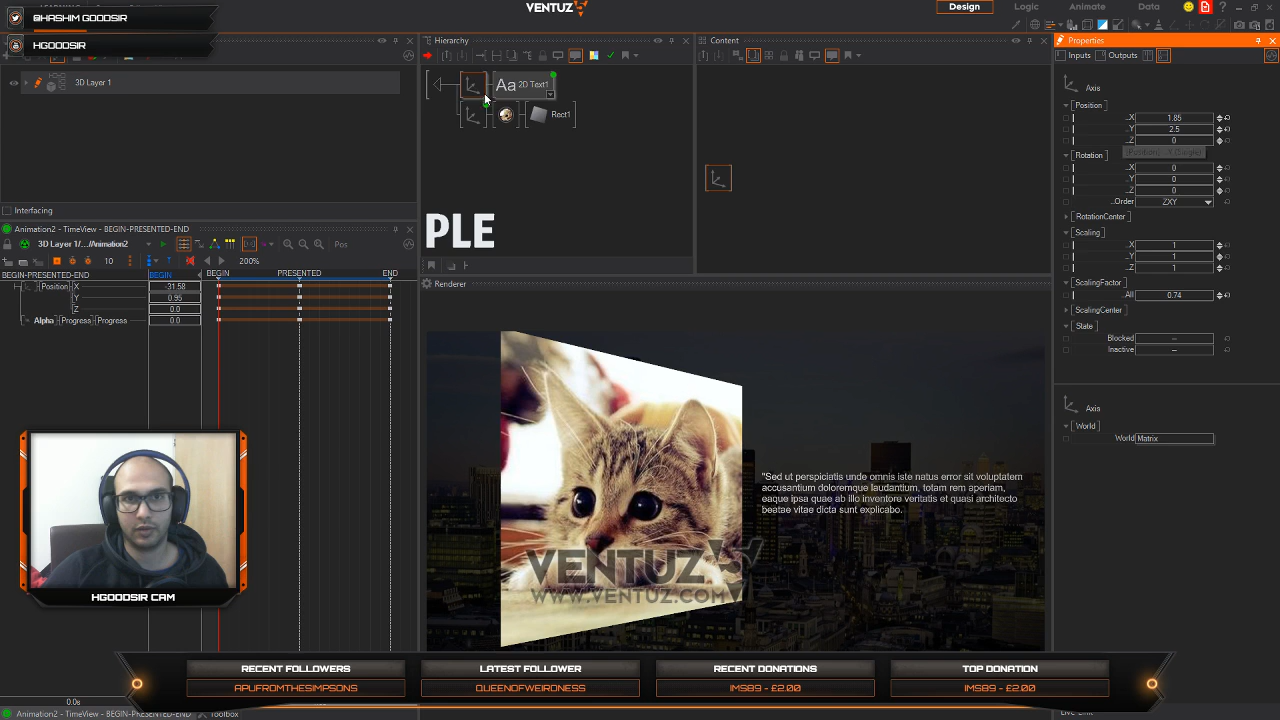 @HASHIM GOODSIR
HGOODSIR
VENTUZ
Design
Logic
Animate
Data
3D Layer 1
Interfacing
Hierarchy
Aa 2D Text1
Rect1
PLE
Content
Renderer
Animation2 - TimeView - BEGIN-PRESENTED-END
3D Layer 1/.../Animation2
Pos
10
200%
BEGIN-PRESENTED-END
BEGIN
BEGIN
PRESENTED
END
Position X -31.58
Y 0.95
Z 0.0
Alpha Progress Progress 0.0
"Sed ut perspiciatis unde omnis iste natus error sit voluptatem
accusantium doloremque laudantium, totam rem aperiam,
eaque ipsa quae ab illo inventore veritatis et quasi architecto
beatae vitae dicta sunt explicabo.
VENTUZ 5
WWW.VENTUZ.COM
Properties
Inputs
Outputs
Axis
Position
..X 1.85
..Y 2.5
..Z 0
Rotation
..X 0
..Y 0
..Z 0
..Order ZXY
RotationCenter
Scaling
..X 1
..Y 1
..Z 1
ScalingFactor
..All 0.74
ScalingCenter
State
Blocked --
Inactive --
Axis
World
World Matrix
HGOODSIR CAM
RECENT FOLLOWERS
APUFROMTHESIMPSONS
LATEST FOLLOWER
QUEENOFWEIRDNESS
RECENT DONATIONS
IMS89 - £2.00
TOP DONATION
IMS89 - £2.00
0.0s
Animation2 - TimeView - BEGIN-PRESENTED-END
Toolbox